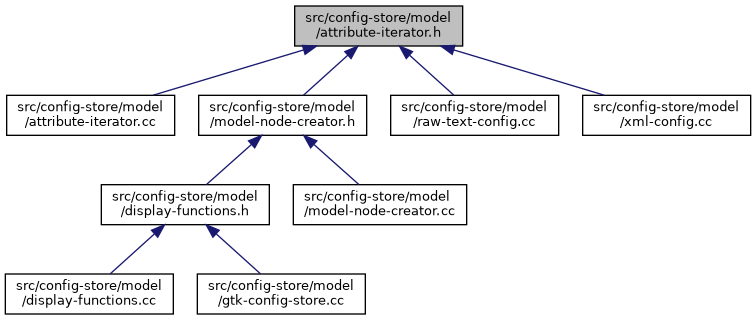 src/config-store/model
/attribute-iterator.h
src/config-store/model
/attribute-iterator.cc
src/config-store/model
/model-node-creator.h
src/config-store/model
/raw-text-config.cc
src/config-store/model
/xml-config.cc
src/config-store/model
/display-functions.h
src/config-store/model
/model-node-creator.cc
src/config-store/model
/display-functions.cc
src/config-store/model
/gtk-config-store.cc